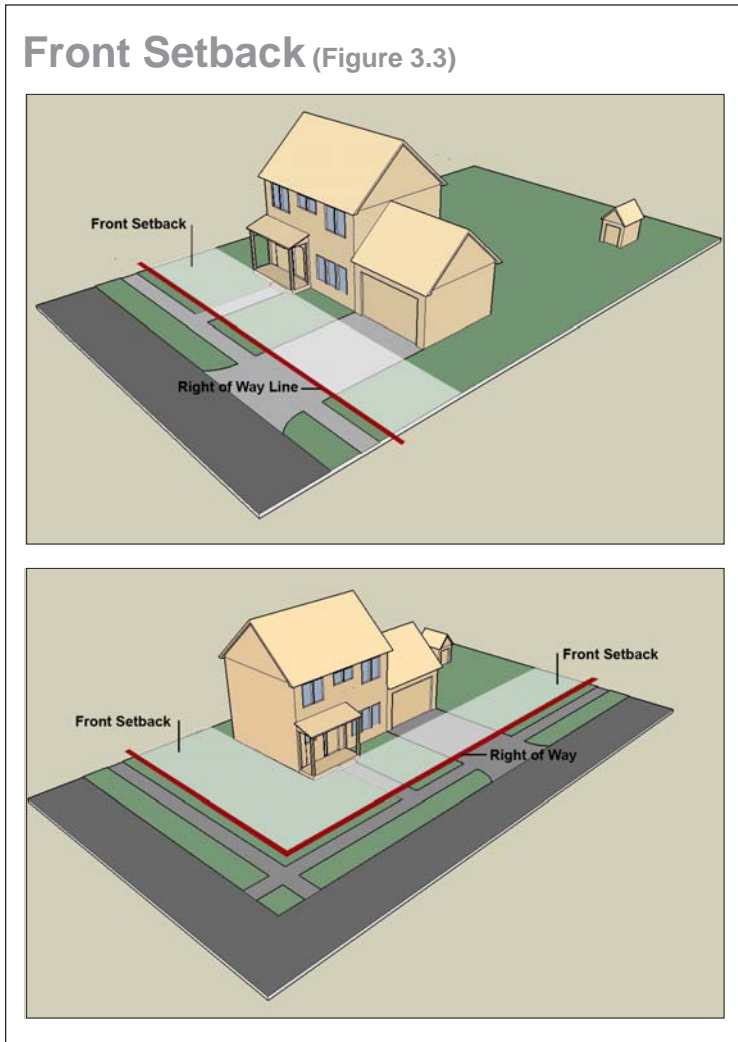 Front Setback (Figure 3.3)
Front Setback
Right of Way Line
Front Setback
Front Setback
Right of Way